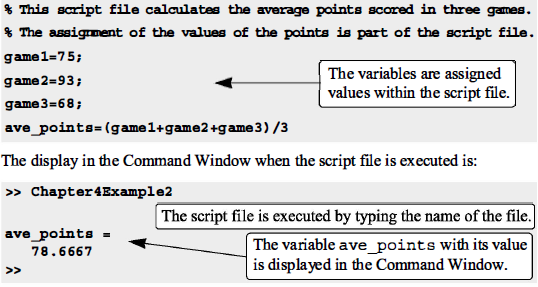 % This script file calculates the average points scored in three games.
% The assignment of the values of the points is part of the script file.
game1=75;
game2=93;
game3=68;
The variables are assigned
values within the script file.
ave_points=(game1+game2+game3)/3
The display in the Command Window when the script file is executed is:
>> Chapter4Example2
The script file is executed by typing the name of the file.
ave_points =
78.6667
The variable ave_points with its value
is displayed in the Command Window.
>>